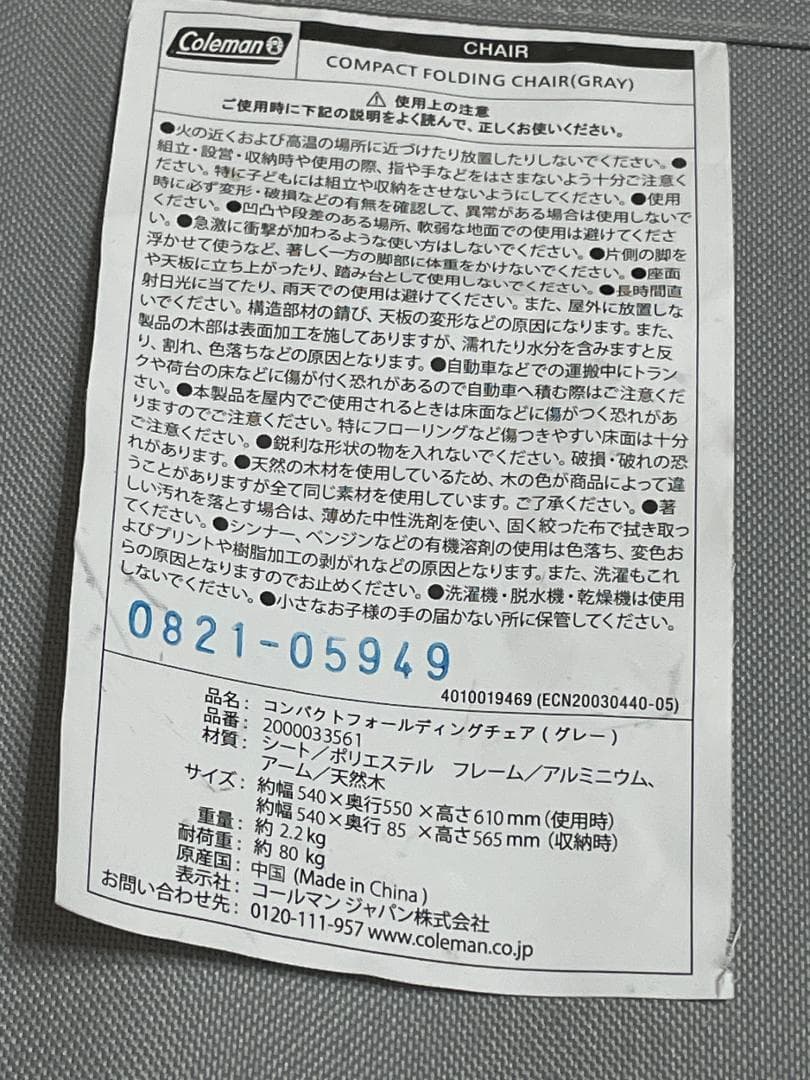 Coleman
CHAIR
COMPACT FOLDING CHAIR(GRAY)
⚠ 使用上の注意
ご使用時に下記の説明をよく読んで、正しくお使いください。
●火の近くおよび高温の場所に近づけたり放置したりしないでください。●
組立・設営・収納時や使用の際、指や手などをはさまないよう十分ご注意く
ださい。特に子どもには組立や収納をさせないようにしてください。●使用
時に必ず変形・破損などの有無を確認して、異常がある場合は使用しないで
ください。●凹凸や段差のある場所、軟弱な地面での使用は避けてくださ
い。●急激に衝撃が加わるような使い方はしないでください。●片側の脚を
浮かせて使うなど、著しく一方の脚部に体重をかけないでください。●座面
や天板に立ち上がったり、踏み台として使用しないでください。●長時間直
射日光に当てたり、雨天での使用は避けてください。また、屋外に放置しな
いでください。構造部材の錆び、天板の変形などの原因になります。また、
製品の木部は表面加工を施してありますが、濡れたり水分を含みますと反
り、割れ、色落ちなどの原因となります。●自動車などでの運搬中にトラン
クや荷台の床などに傷が付く恐れがあるので自動車へ積む際はご注意くだ
さい。●本製品を屋内でご使用されるときは床面などに傷がつく恐れがあ
りますのでご注意ください。特にフローリングなど傷つきやすい床面は十分
ご注意ください。●鋭利な形状の物を入れないでください。破損・破れの恐
れがあります。●天然の木材を使用しているため、木の色が商品によって違
うことがありますが全て同じ素材を使用しています。ご了承ください。●著
しい汚れを落とす場合は、薄めた中性洗剤を使い、固く絞った布で拭き取っ
てください。●シンナー、ベンジンなどの有機溶剤の使用は色落ち、変色お
よびプリントや樹脂加工の剥がれなどの原因となります。また、洗濯もこれ
らの原因となりますのでお止めください。●洗濯機・脱水機・乾燥機は使用
しないでください。●小さなお子様の手の届かない所に保管してください。
0821-05949
4010019469 (ECN20030440-05)
品名：コンパクトフォールディングチェア（グレー）
品番：2000033561
材質：シート／ポリエステル　フレーム／アルミニウム、
アーム／天然木
サイズ：約幅540×奥行550×高さ610mm（使用時）
約幅540×奥行 85 ×高さ565mm（収納時）
重量：約 2.2kg
耐荷重：約 80 kg
原産国：中国 (Made in China)
表示社：コールマン ジャパン株式会社
お問い合わせ先：0120-111-957 www.coleman.co.jp